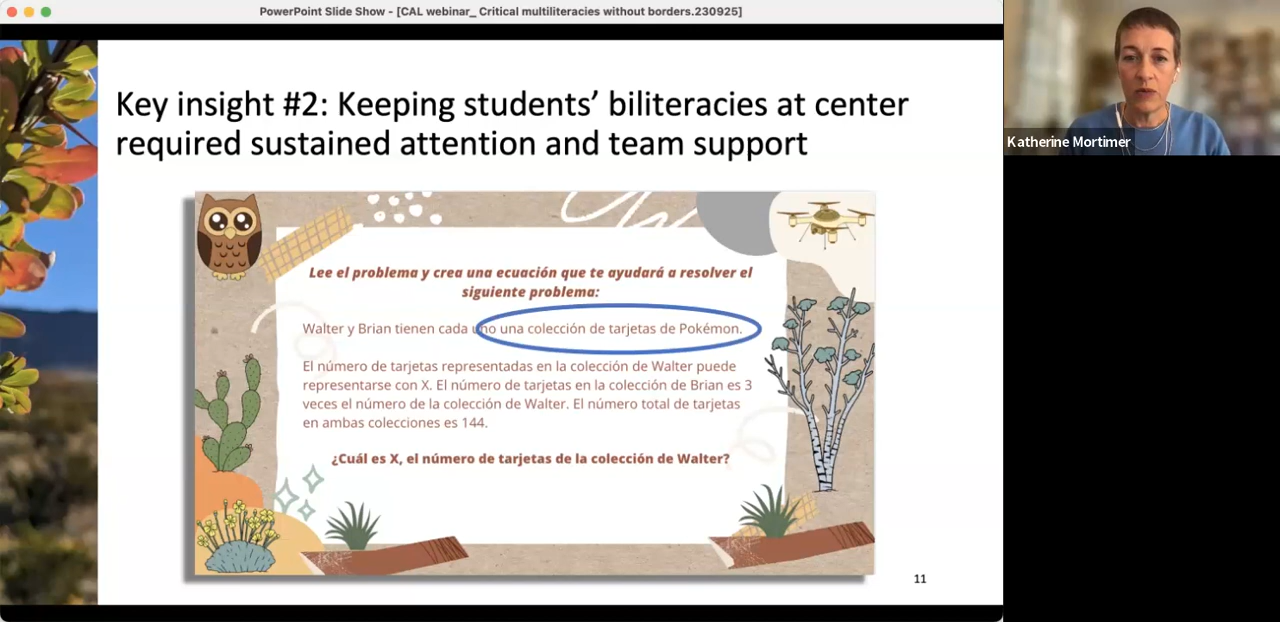 PowerPoint Slide Show - [CAL webinar_ Critical multiliteracies without borders.230925]
Key insight #2: Keeping students’ biliteracies at center
required sustained attention and team support
Lee el problema y crea una ecuación que te ayudará a resolver el
siguiente problema:
Walter y Brian tienen cada uno una colección de tarjetas de Pokémon.
El número de tarjetas representadas en la colección de Walter puede
representarse con X. El número de tarjetas en la colección de Brian es 3
veces el número de la colección de Walter. El número total de tarjetas
en ambas colecciones es 144.
¿Cuál es X, el número de tarjetas de la colección de Walter?
11
Katherine Mortimer